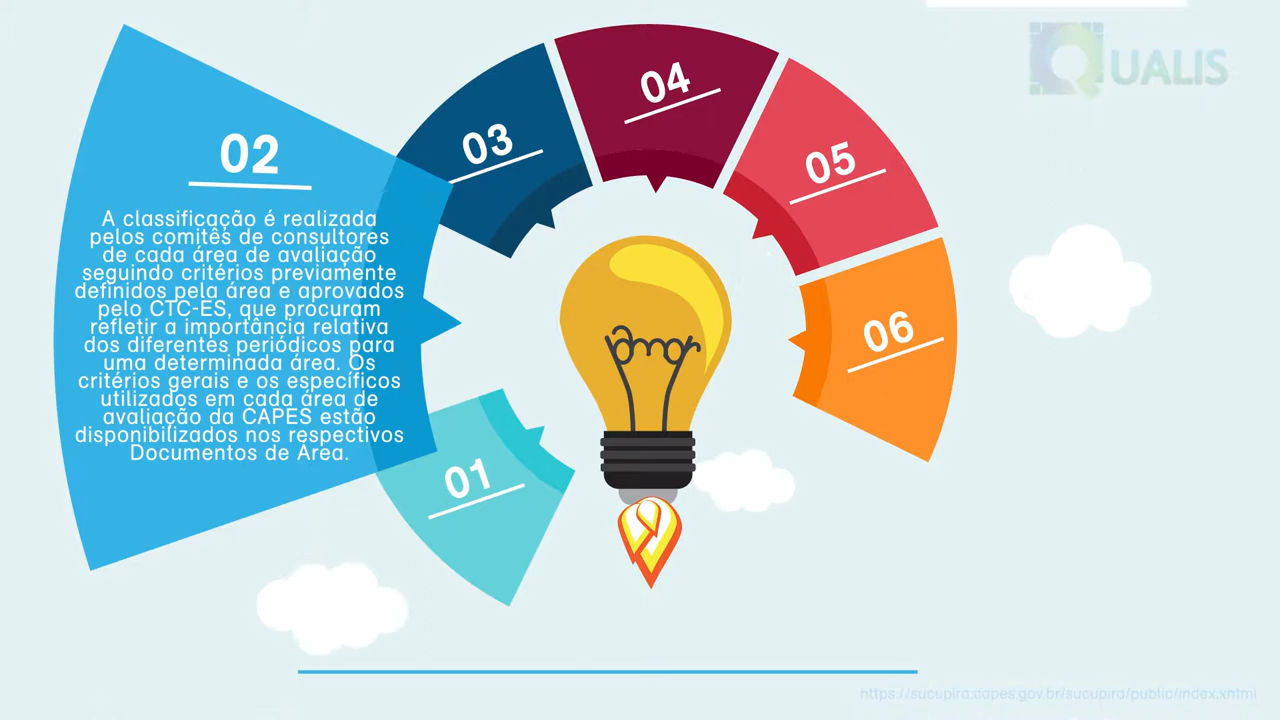 02
A classificação é realizada
pelos comitês de consultores
de cada área de avaliação
seguindo critérios previamente
definidos pela área e aprovados
pelo CTC-ES, que procuram
refletir a importância relativa
dos diferentes periódicos para
uma determinada área. Os
critérios gerais e os específicos
utilizados em cada área de
avaliação da CAPES estão
disponibilizados nos respectivos
Documentos de Área.
01
03
04
05
06
QUALIS
https://sucupira.capes.gov.br/sucupira/public/index.xhtml